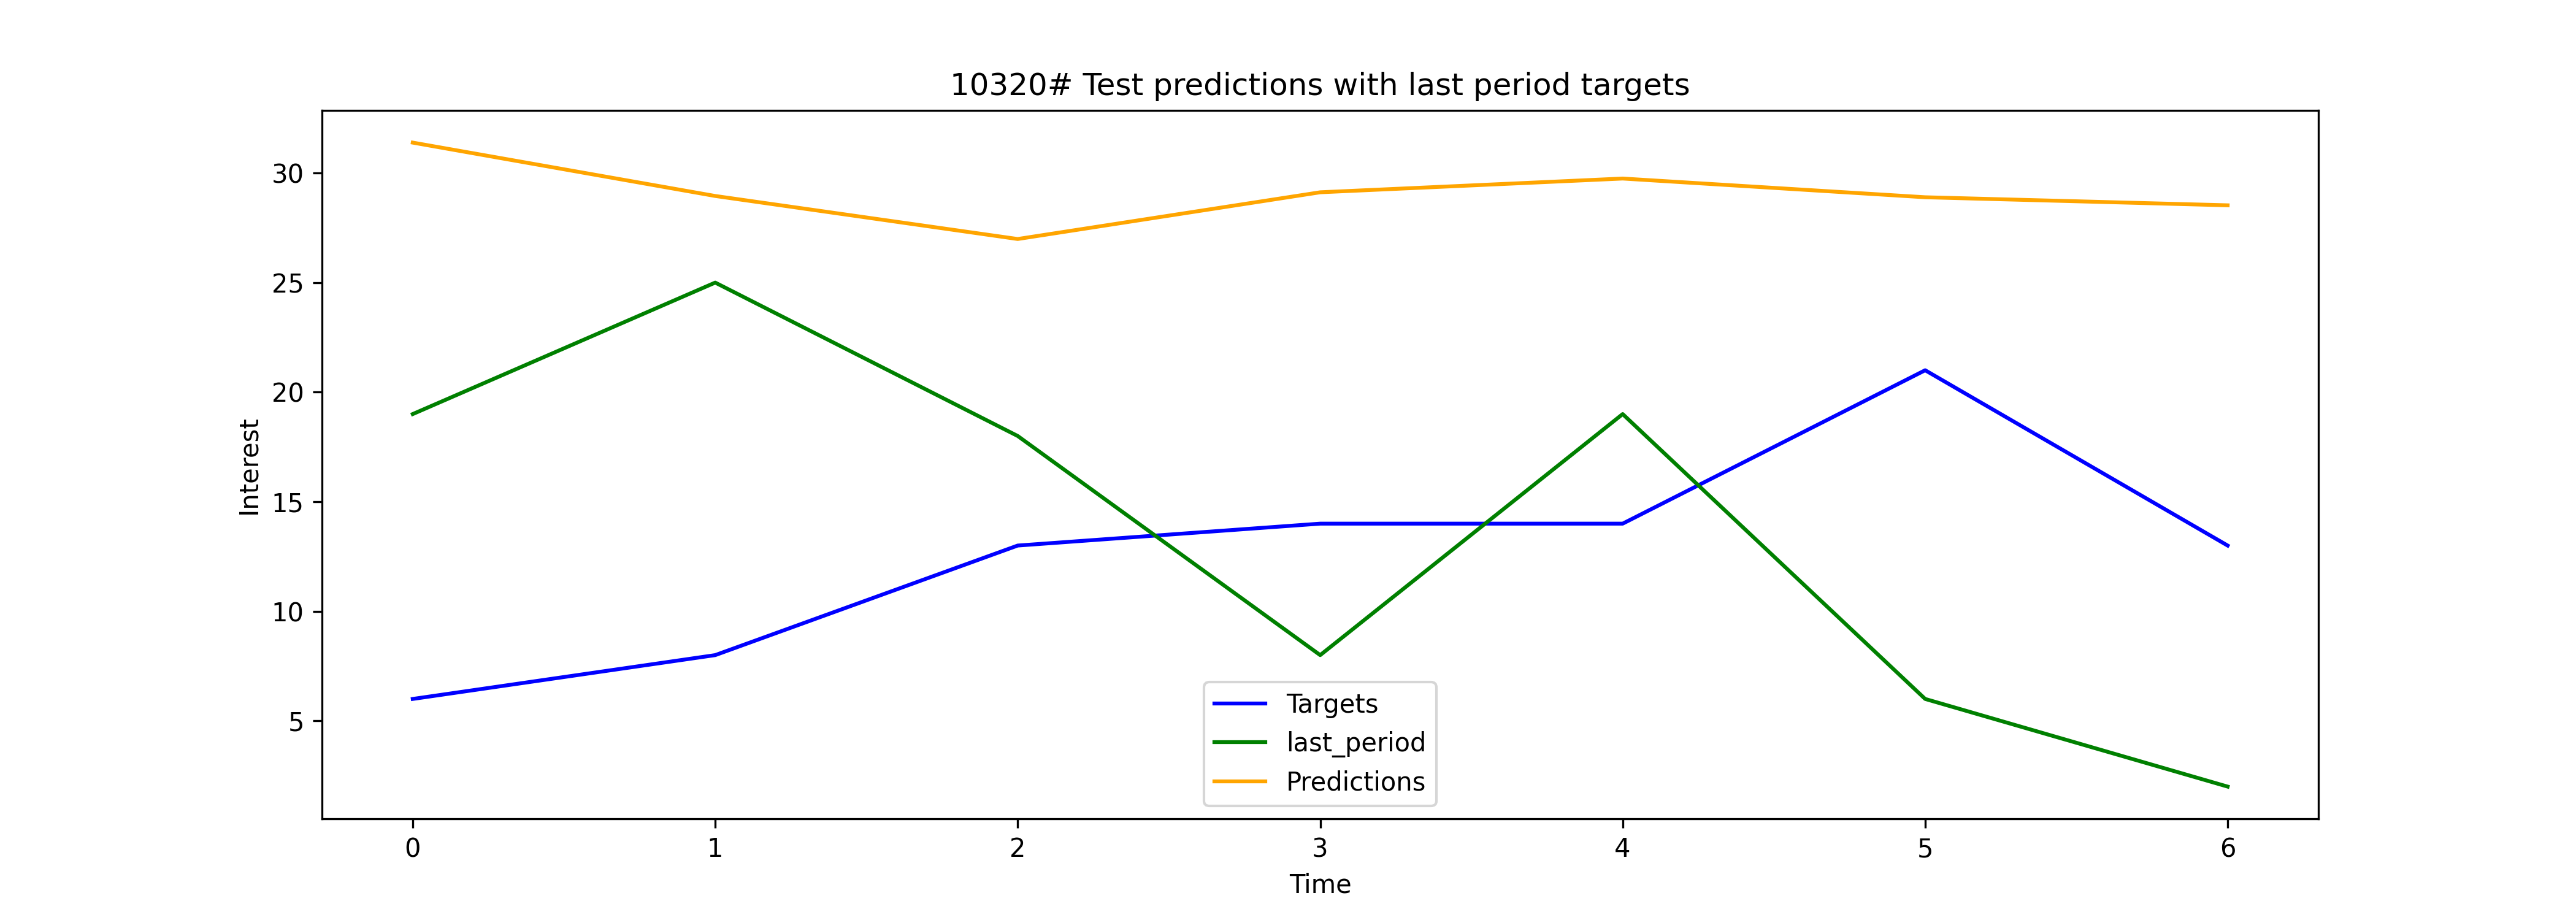 10320# Test predictions with last period targets
30
25
20
15
10
5
Interest
Targets
last_period
Predictions
0 1 2 3 4 5 6
Time